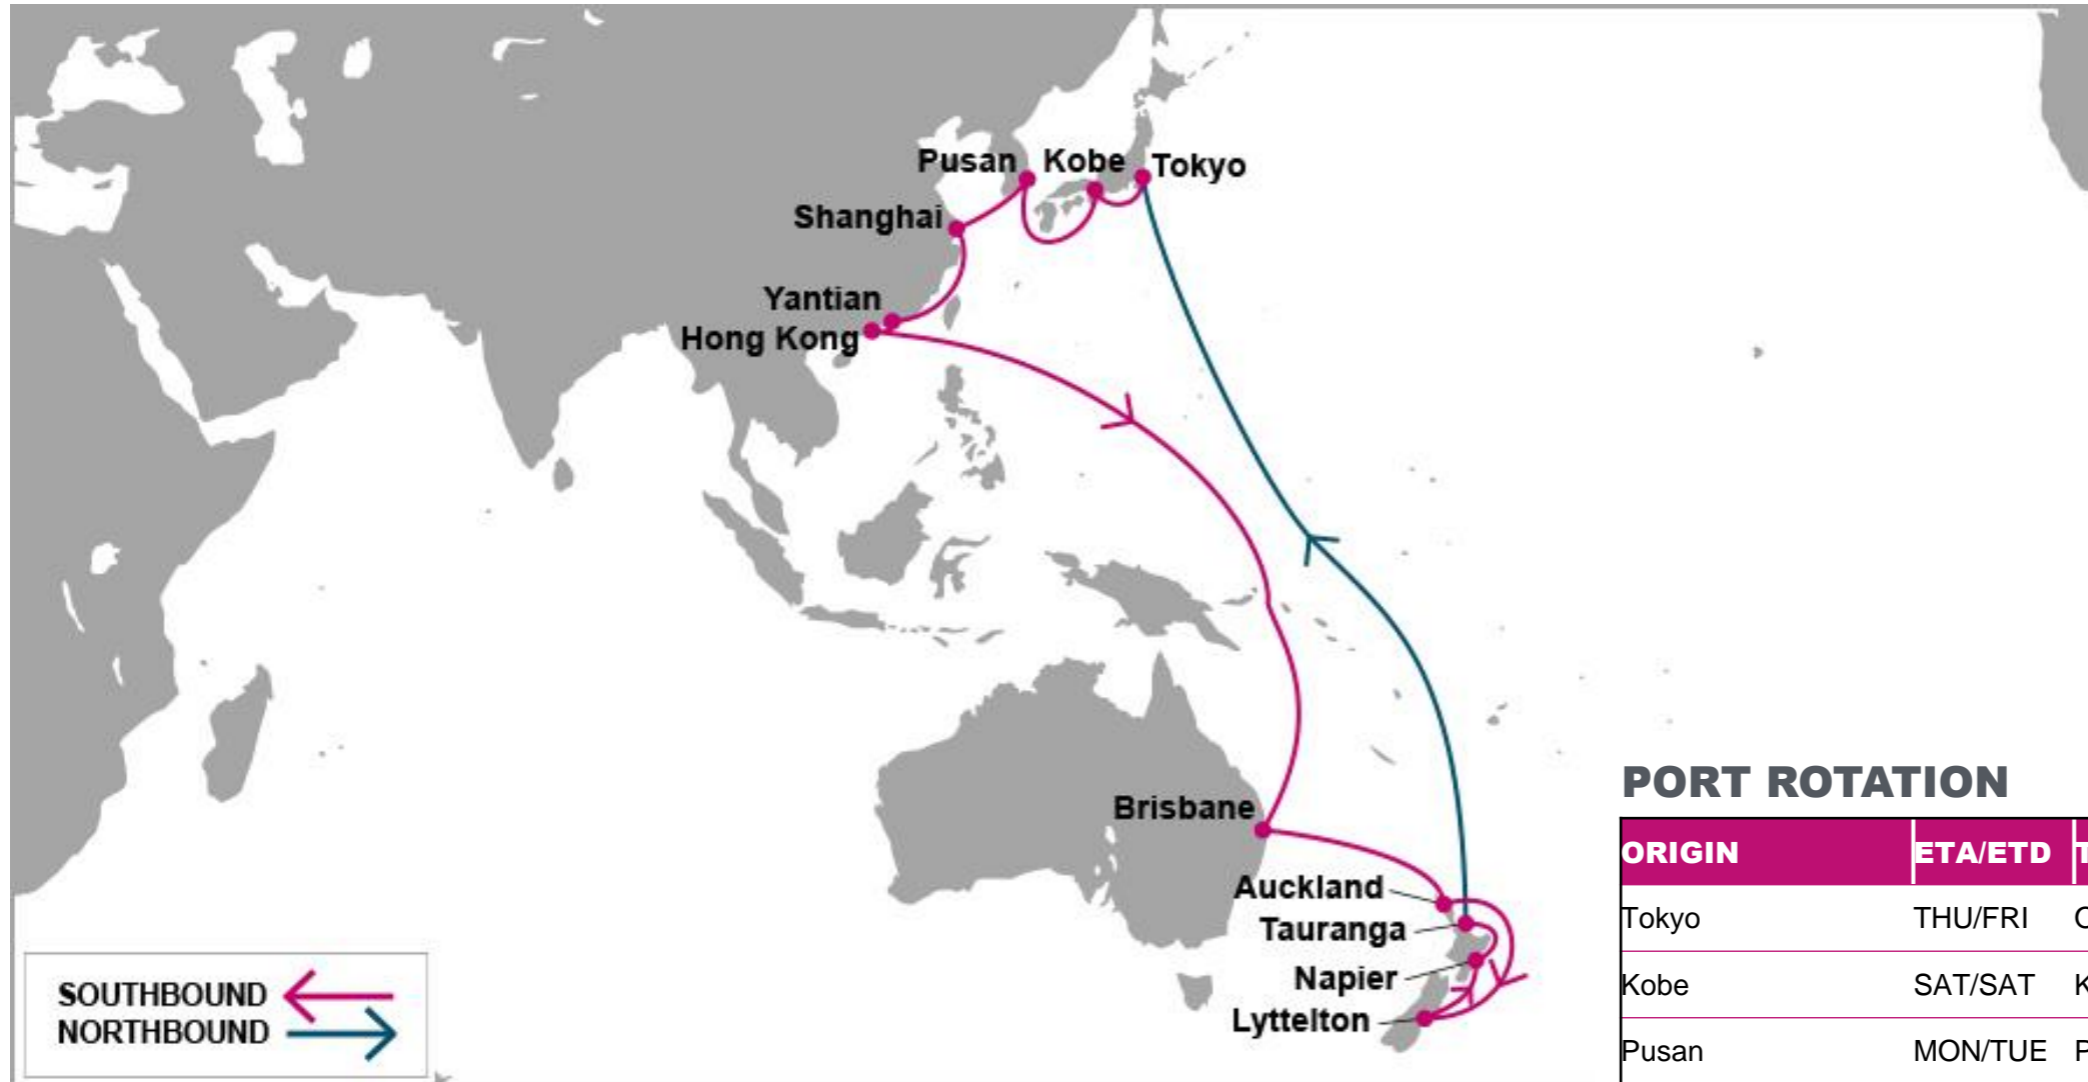 Pusan Kobe Tokyo
Shanghai
Yantian
Hong Kong
Brisbane
Auckland
Tauranga
Napier
Lyttelton
SOUTHBOUND
NORTHBOUND
PORT ROTATION
ORIGIN ETA/ETD
Tokyo THU/FRI
Kobe SAT/SAT
Pusan MON/TUE